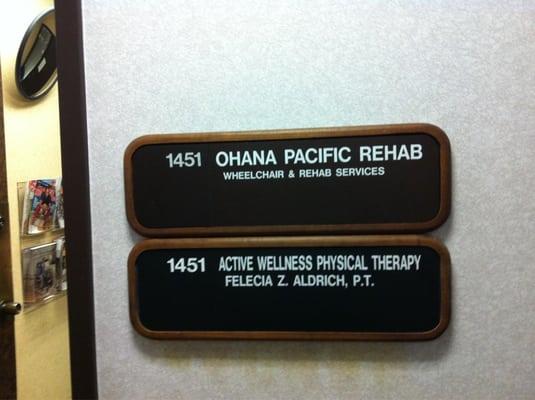 1451 OHANA PACIFIC REHAB
WHEELCHAIR & REHAB SERVICES
1451 ACTIVE WELLNESS PHYSICAL THERAPY
FELECIA Z. ALDRICH, P.T.